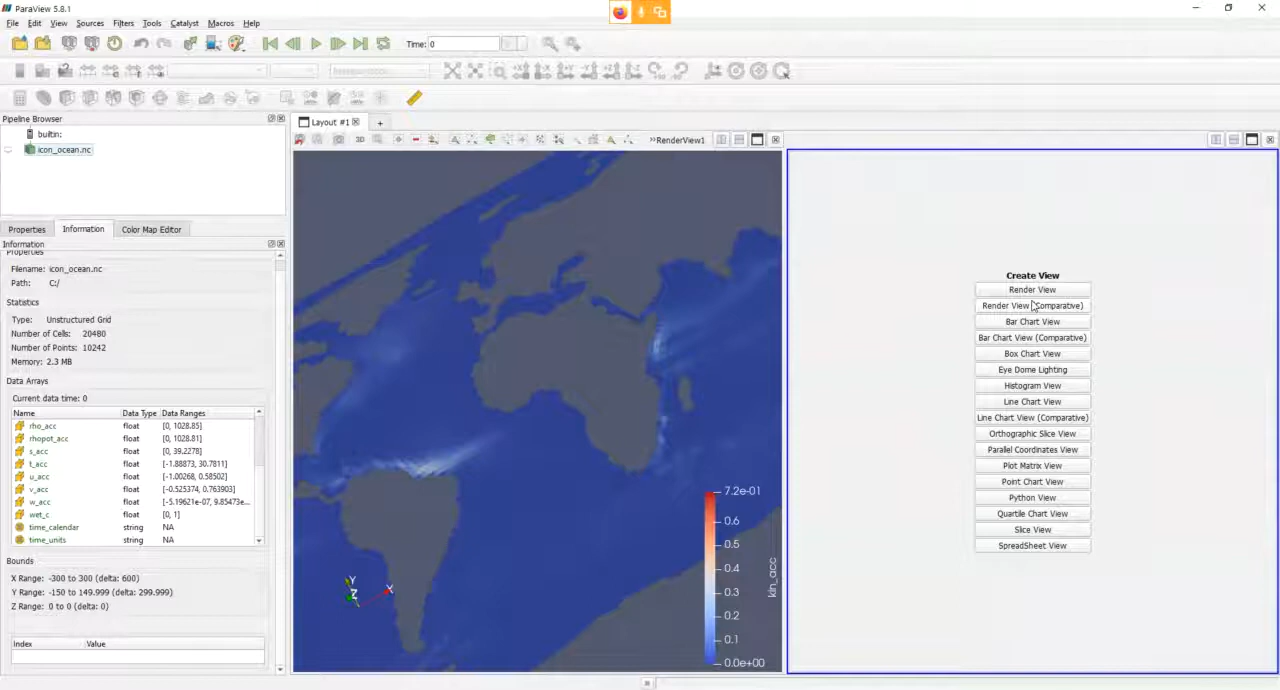 ParaView 5.8.1
File Edit View Sources Filters Tools Catalyst Macros Help
Time: 0
Pipeline Browser
builtin:
icon_ocean.nc
Properties Information Color Map Editor
Information
Properties
Filename: icon_ocean.nc
Path: C:/
Statistics
Type: Unstructured Grid
Number of Cells: 20480
Number of Points: 10242
Memory: 2.3 MB
Data Arrays
Current data time: 0
Name Data Type Data Ranges
rho_acc float [0, 1028.85]
rhopot_acc float [0, 1028.81]
s_acc float [0, 39.2278]
t_acc float [-1.88873, 30.7811]
u_acc float [-1.00268, 0.58502]
v_acc float [-0.525374, 0.763903]
w_acc float [-5.19621e-07, 9.85473e...
wet_c float [0, 1]
time_calendar string NA
time_units string NA
Bounds
X Range: -300 to 300 (delta: 600)
Y Range: -150 to 149.999 (delta: 299.999)
Z Range: 0 to 0 (delta: 0)
Index Value
Layout #1
+
3D
»RenderView1
Y
X
Z
7.2e-01
0.6
0.5
0.4
0.3
0.2
0.1
0.0e+00
kin_acc
Create View
Render View
Render View (Comparative)
Bar Chart View
Bar Chart View (Comparative)
Box Chart View
Eye Dome Lighting
Histogram View
Line Chart View
Line Chart View (Comparative)
Orthographic Slice View
Parallel Coordinates View
Plot Matrix View
Point Chart View
Python View
Quartile Chart View
Slice View
SpreadSheet View